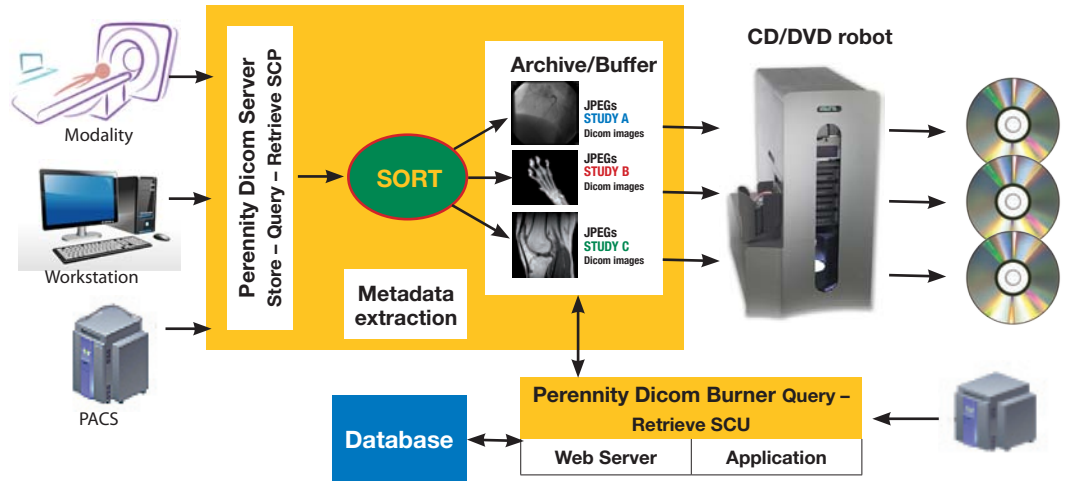 Modality
Workstation
PACS
Perennity Dicom Server
Store – Query – Retrieve SCP
SORT
Metadata
extraction
Archive/Buffer
JPEGs
STUDY A
Dicom images
JPEGs
STUDY B
Dicom images
JPEGs
STUDY C
Dicom images
CD/DVD robot
Database
Perennity Dicom Burner Query –
Retrieve SCU
Web Server
Application